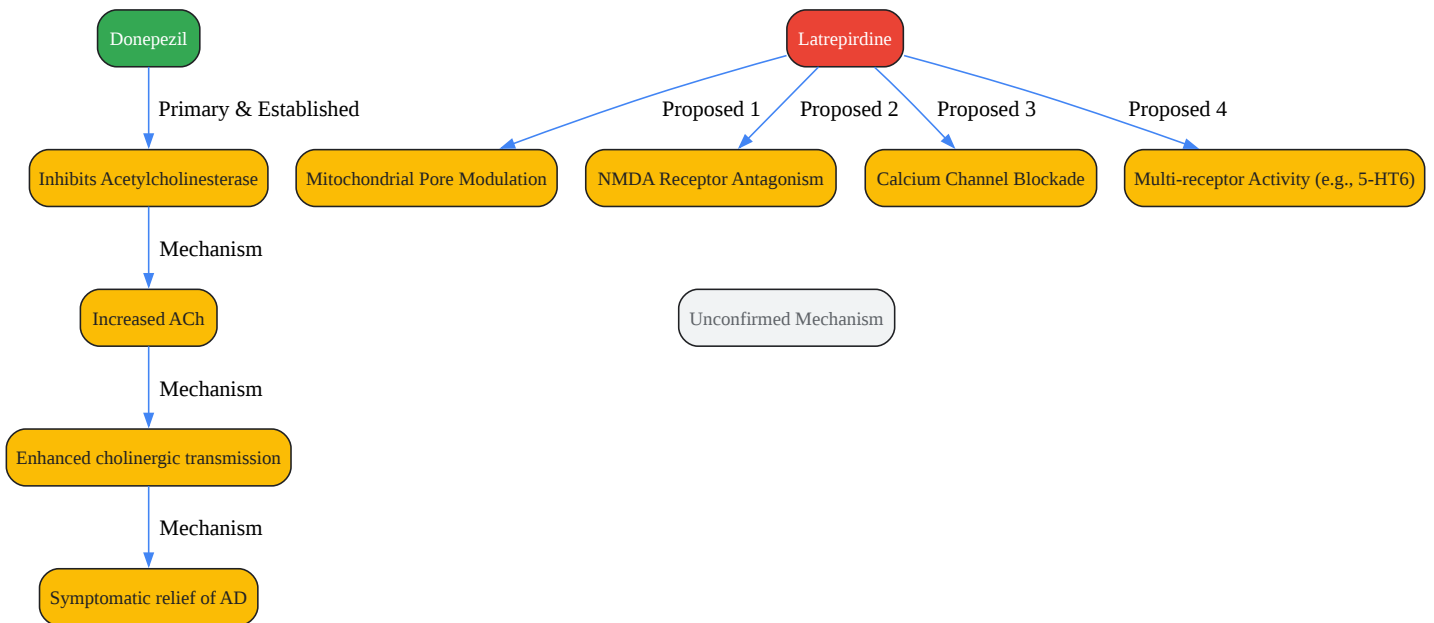 Donepezil
Latrepirdine
Primary & Established
Proposed 1
Proposed 2
Proposed 3
Proposed 4
Inhibits Acetylcholinesterase
Mitochondrial Pore Modulation
NMDA Receptor Antagonism
Calcium Channel Blockade
Multi-receptor Activity (e.g., 5-HT6)
Mechanism
Increased ACh
Unconfirmed Mechanism
Mechanism
Enhanced cholinergic transmission
Mechanism
Symptomatic relief of AD